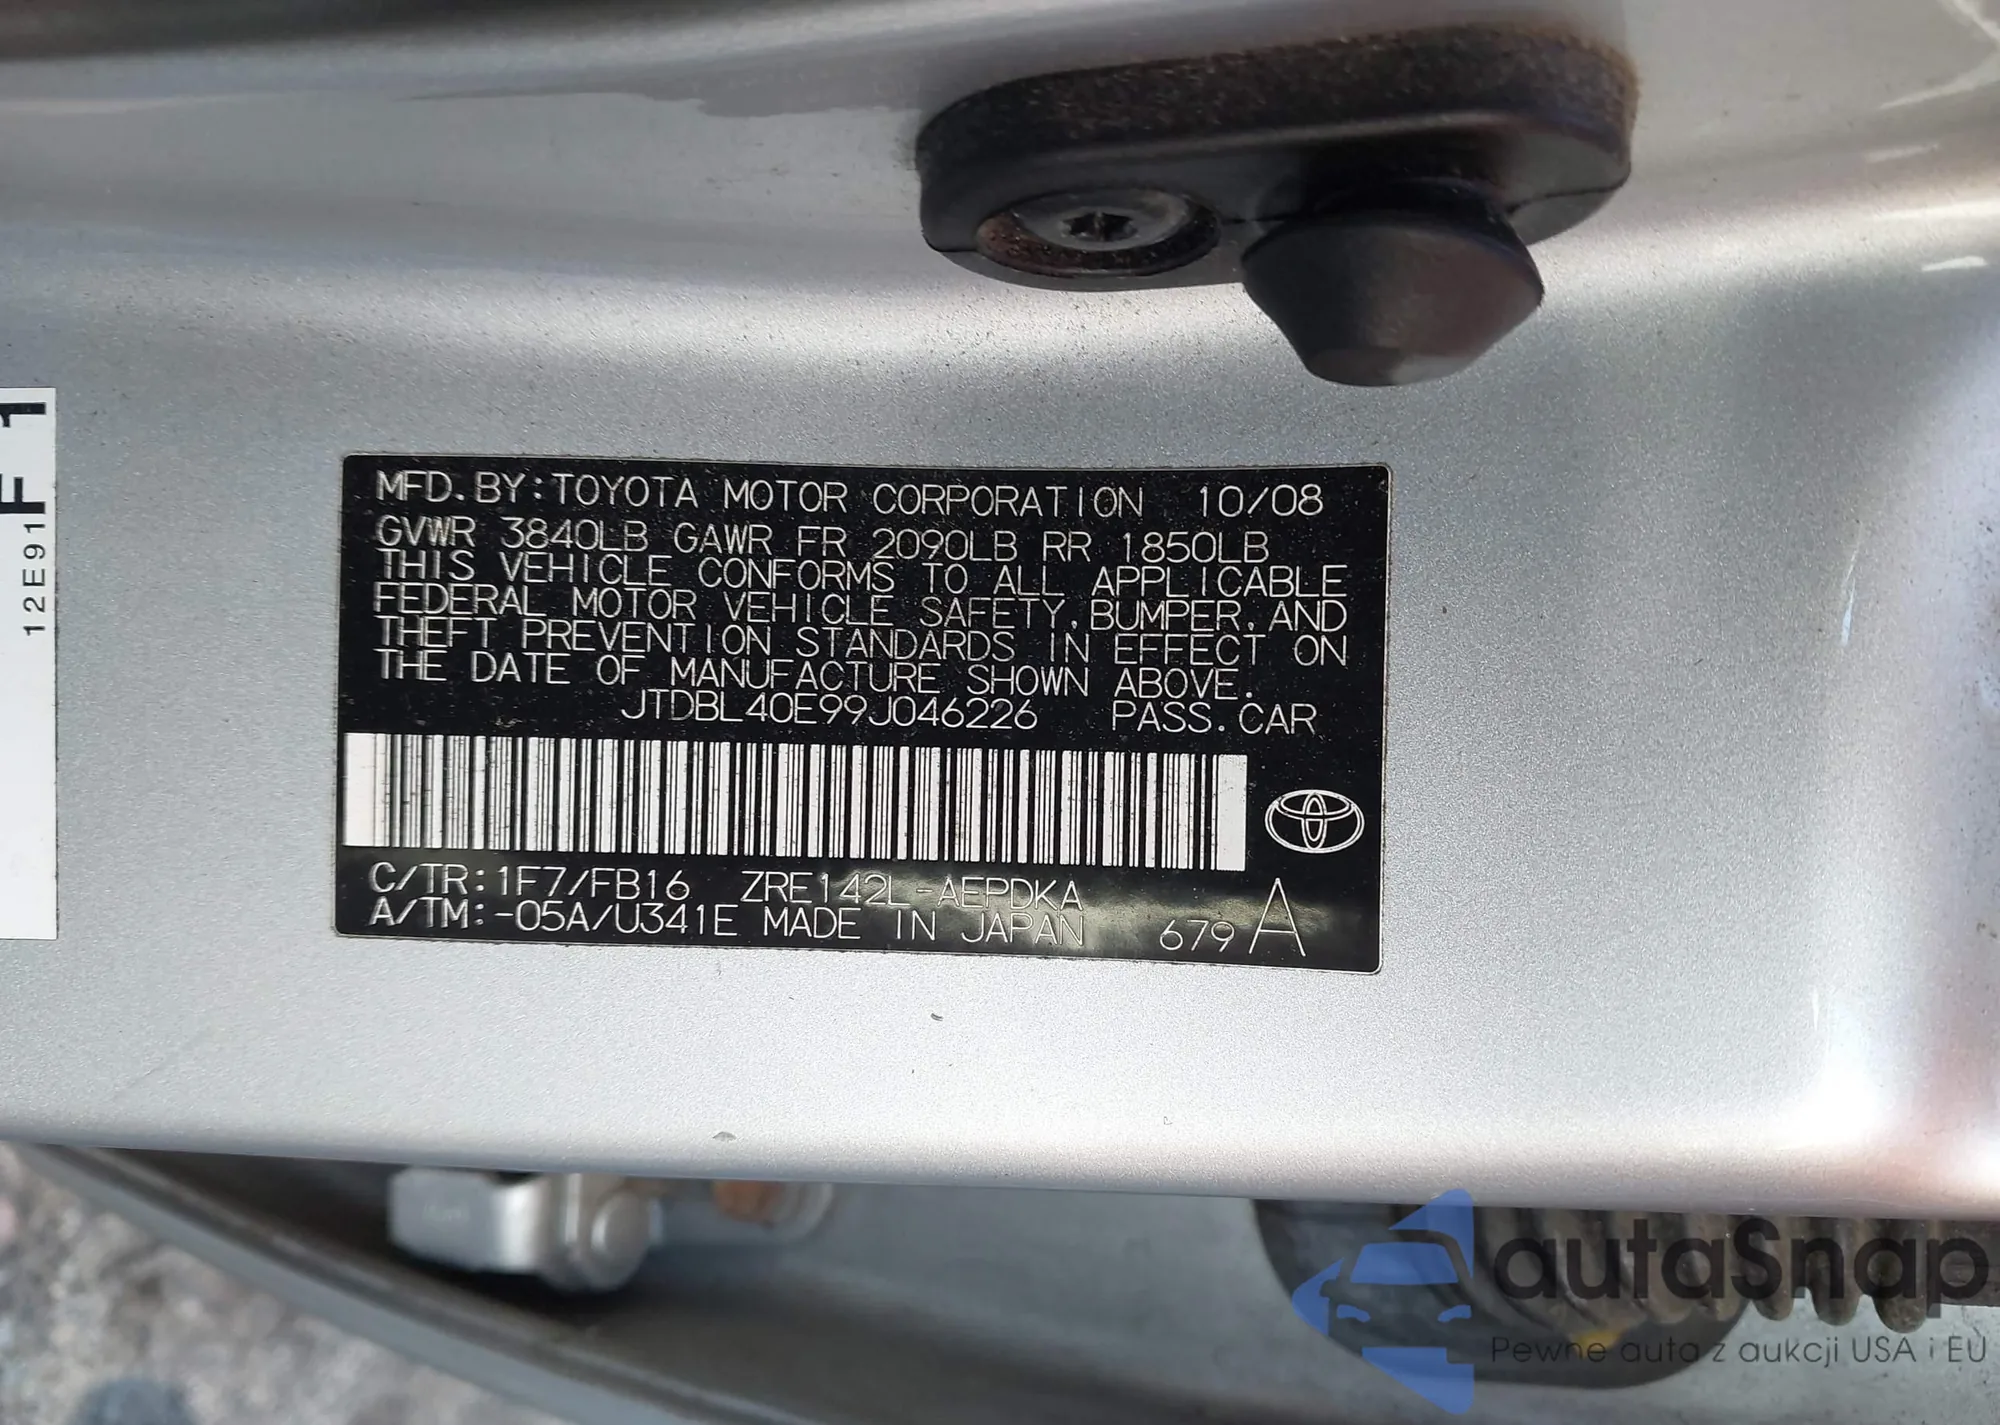 MFD.BY:TOYOTA MOTOR CORPORATION 10/08
GVWR 3840LB GAWR FR 2090LB RR 1850LB
THIS VEHICLE CONFORMS TO ALL APPLICABLE
FEDERAL MOTOR VEHICLE SAFETY, BUMPER, AND
THEFT PREVENTION STANDARDS IN EFFECT ON
THE DATE OF MANUFACTURE SHOWN ABOVE.
JTDBL40E99J046226 PASS.CAR
C/TR:1F7/FB16 ZRE142L-AEPDKA
A/TM:-05A/U341E MADE IN JAPAN 679 A
F 1
12E91
autaSnap
Pewne auta z aukcji USA i EU